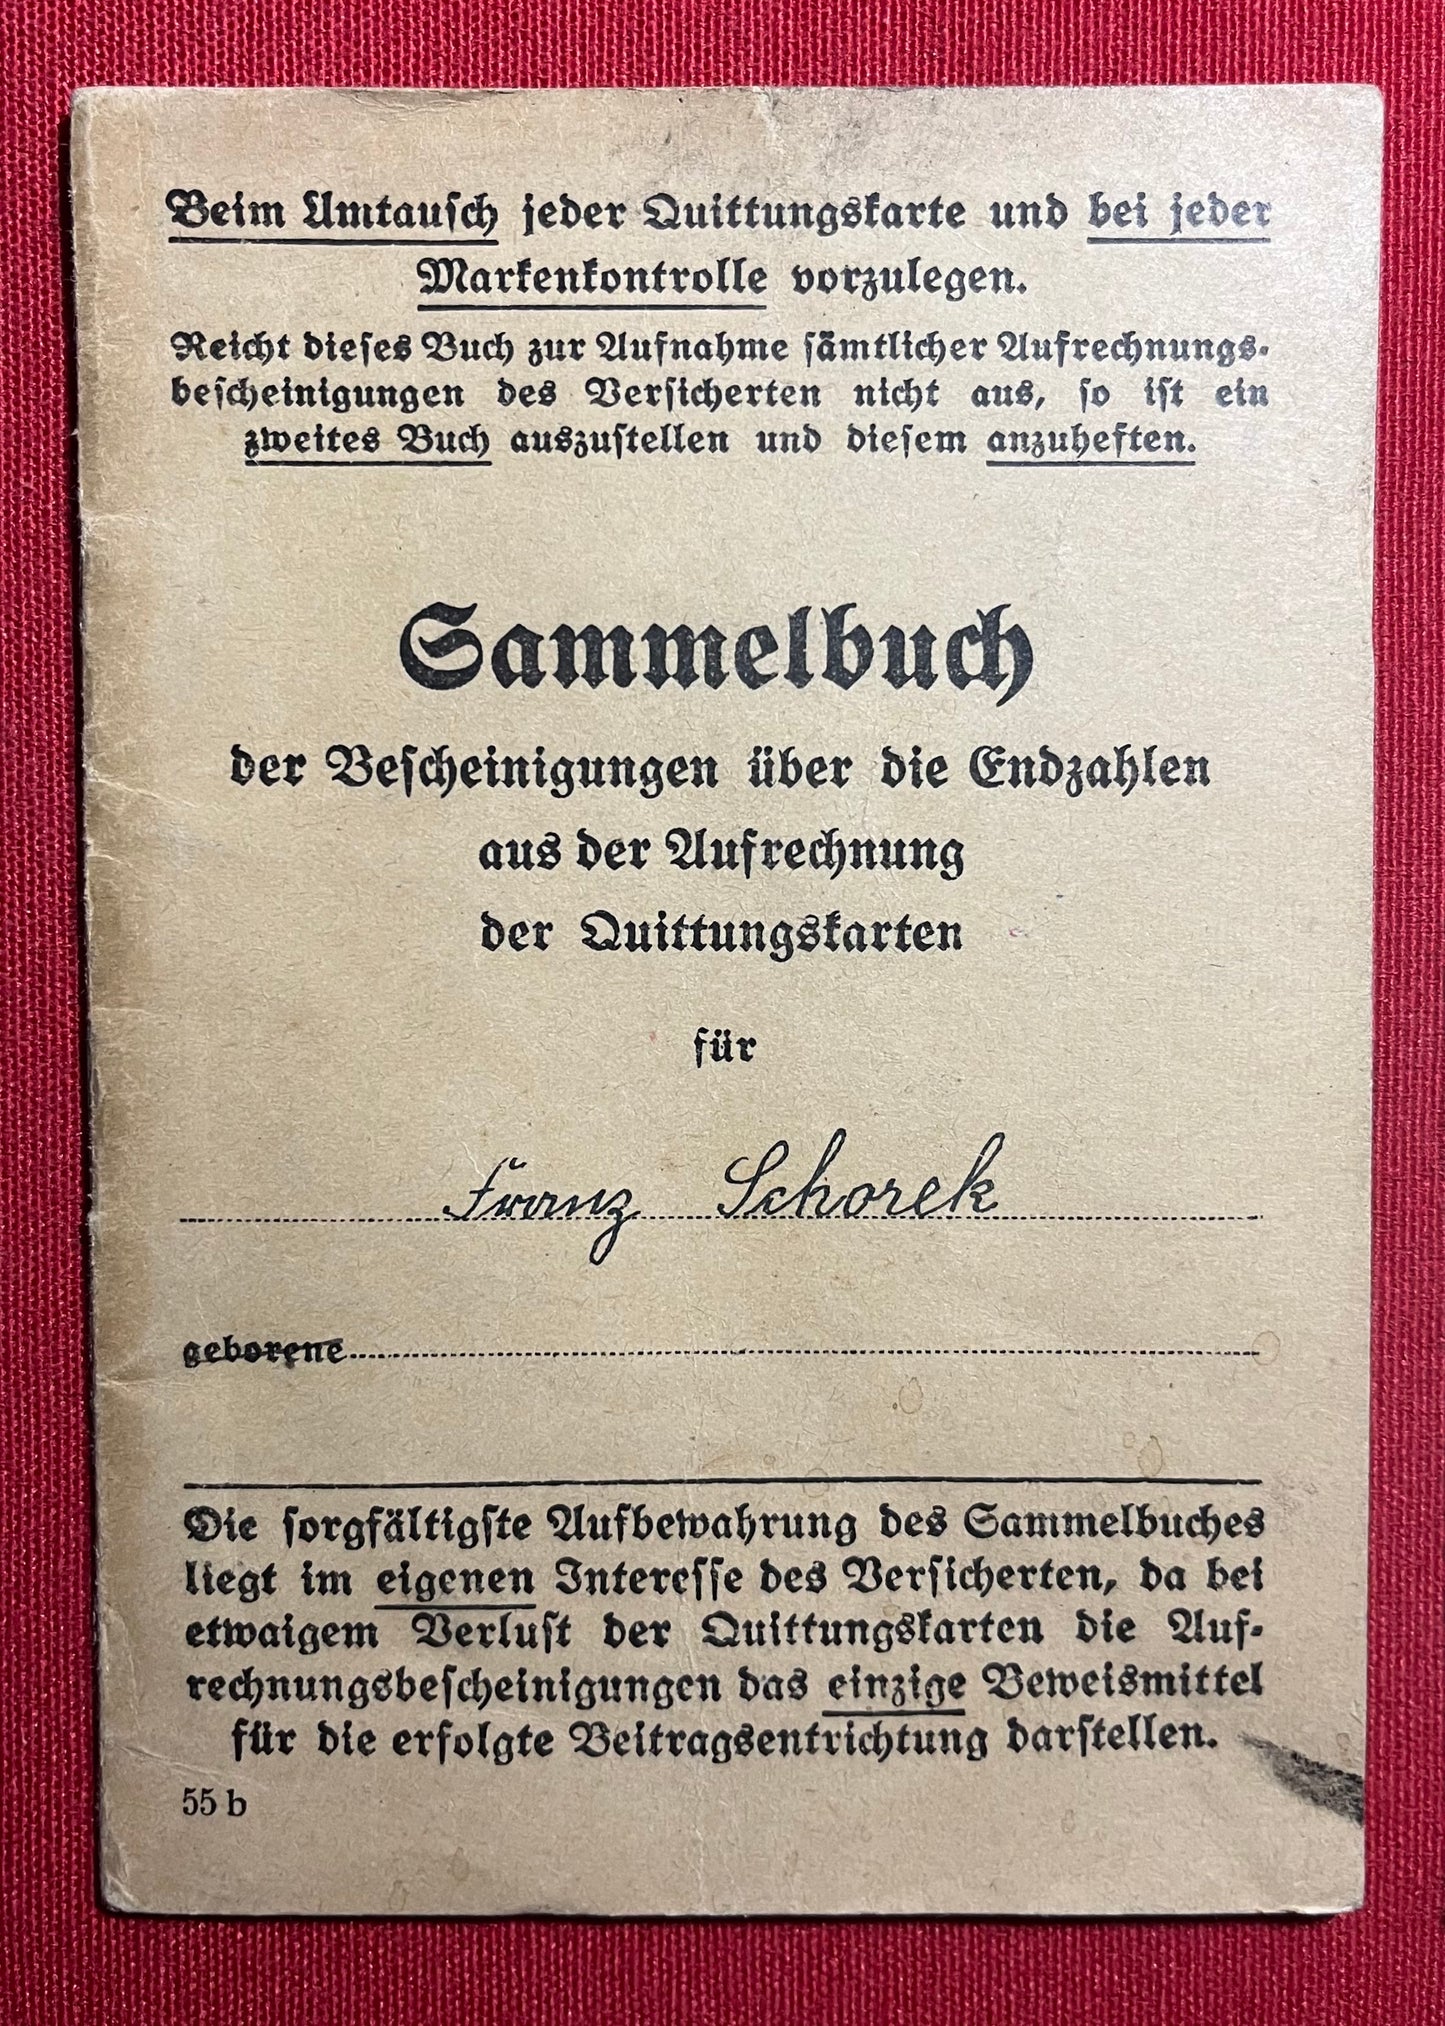 Beim Umtausch jeder Quittungskarte und bei jeder
Markenkontrolle vorzulegen.
Reicht dieses Buch zur Aufnahme sämtlicher Aufrechnungs-
bescheinigungen des Versicherten nicht aus, so ist ein
zweites Buch auszustellen und diesem anzuheften.
Sammelbuch
der Bescheinigungen über die Endzahlen
aus der Aufrechnung
der Quittungskarten
für
Franz Schorek
geborene
Die sorgfältigste Aufbewahrung des Sammelbuches
liegt im eigenen Interesse des Versicherten, da bei
etwaigem Verlust der Quittungskarten die Auf-
rechnungsbescheinigungen das einzige Beweismittel
für die erfolgte Beitragsentrichtung darstellen.
55 b